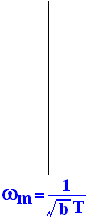 ωm = 1/(√b T)